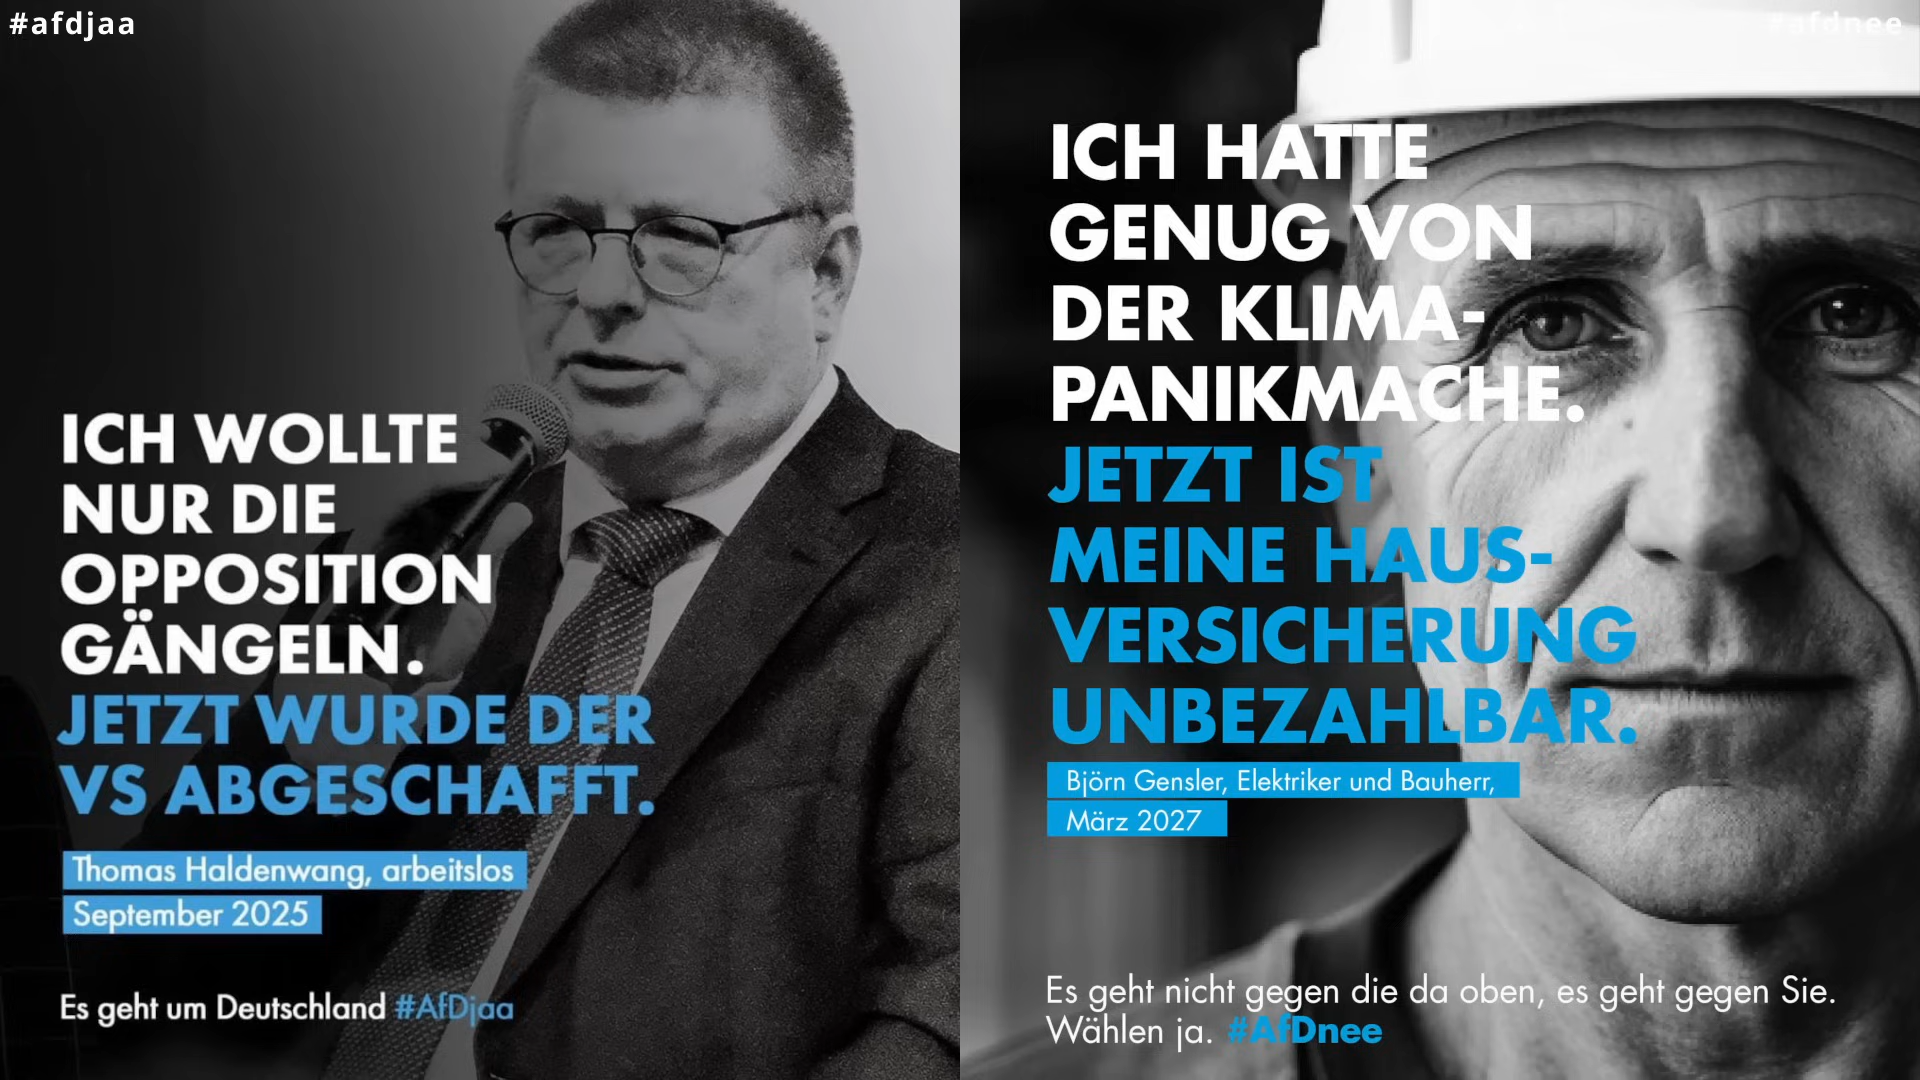 #afdjaa
ICH WOLLTE
NUR DIE
OPPOSITION
GÄNGELN.
JETZT WURDE DER
VS ABGESCHAFFT.
Thomas Haldenwang, arbeitslos
September 2025
Es geht um Deutschland #AfDjaa
#afdnee
ICH HATTE
GENUG VON
DER KLIMA-
PANIKMACHE.
JETZT IST
MEINE HAUS-
VERSICHERUNG
UNBEZAHLBAR.
Björn Gensler, Elektriker und Bauherr,
März 2027
Es geht nicht gegen die da oben, es geht gegen Sie.
Wählen ja. #AfDnee